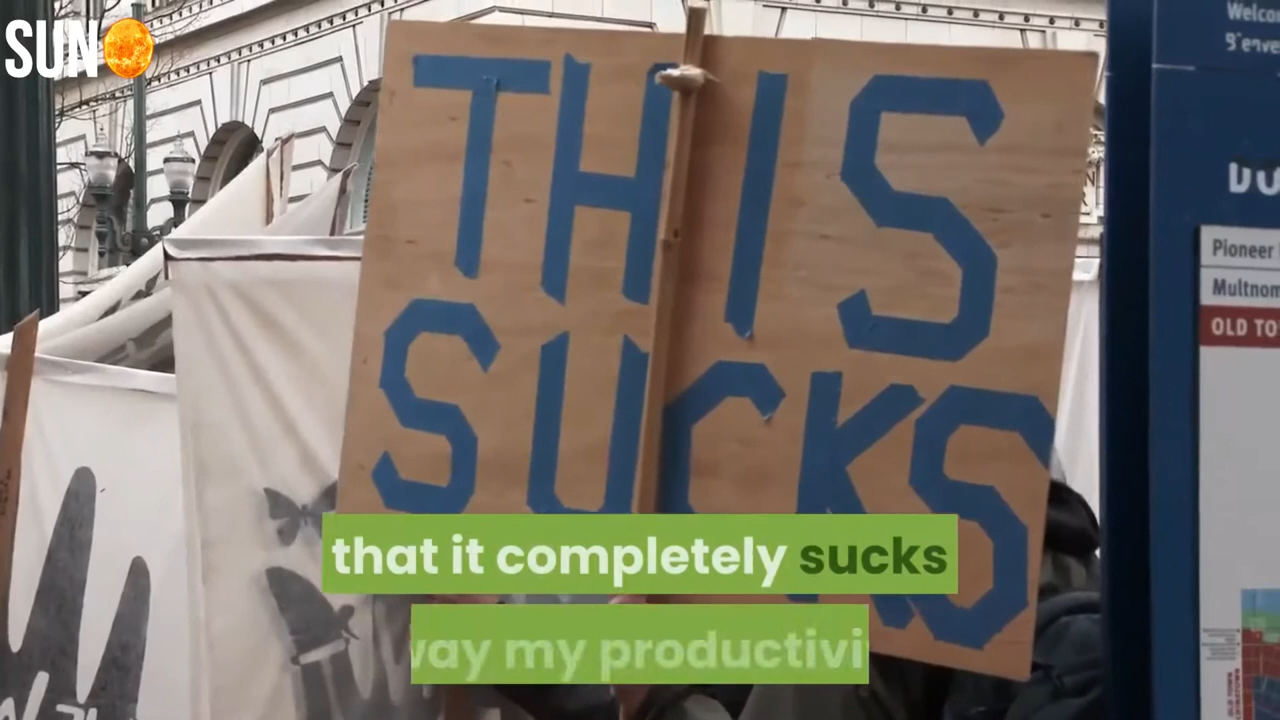 SUN
THIS
SUCKS
that it completely sucks
way my productivi
Pioneer
Multnom
OLD TO